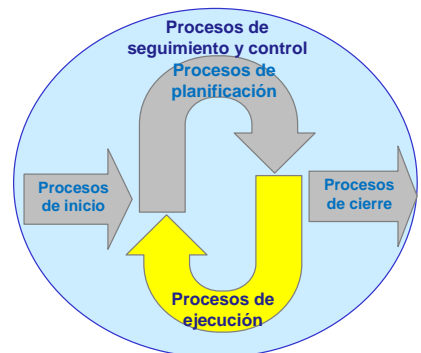 Procesos de
seguimiento y control
Procesos de
planificación
Procesos
de inicio
Procesos
de cierre
Procesos de
ejecución